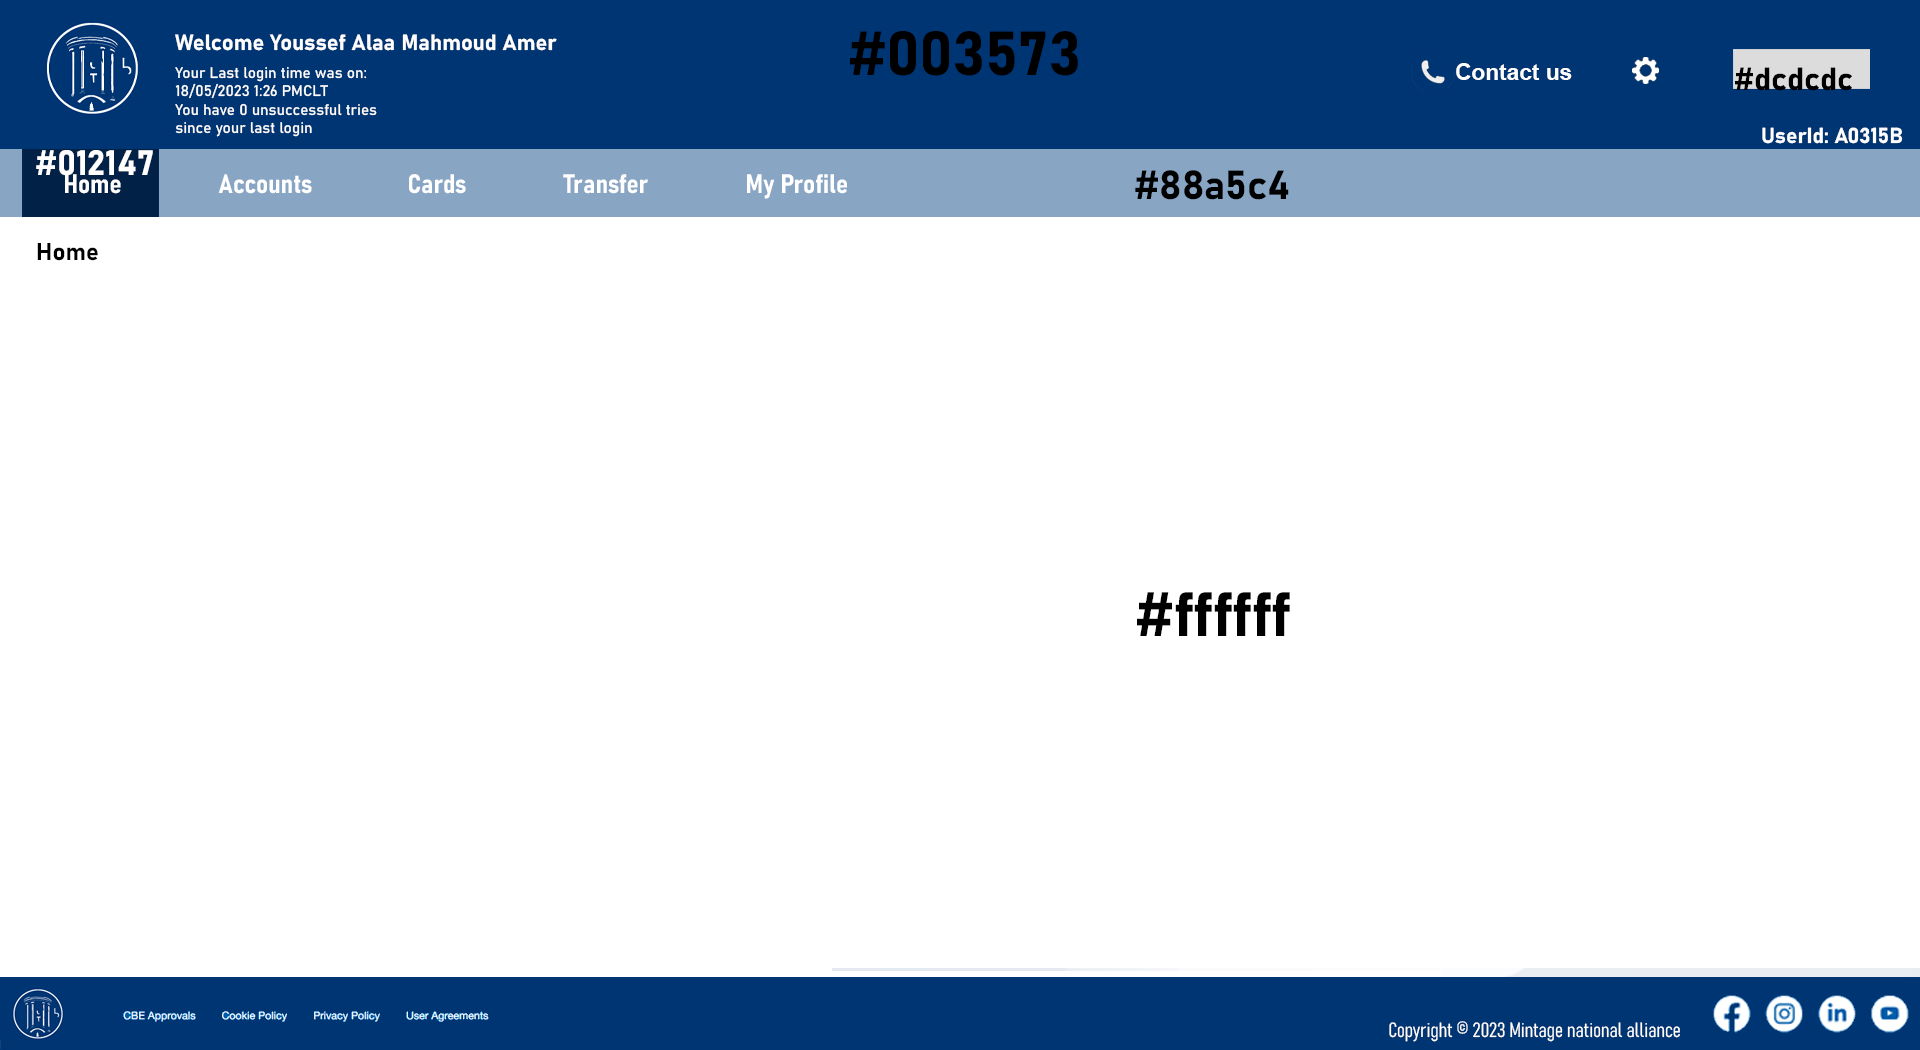 Welcome Youssef Alaa Mahmoud Amer
Your Last login time was on:
18/05/2023 1:26 PMCLT
You have 0 unsuccessful tries
since your last login
#003573
Contact us
#dcdcdc
UserId: A0315B
#012147
Home
Accounts
Cards
Transfer
My Profile
#88a5c4
Home
#ffffff
CBE Approvals
Cookie Policy
Privacy Policy
User Agreements
Copyright © 2023 Mintage national alliance